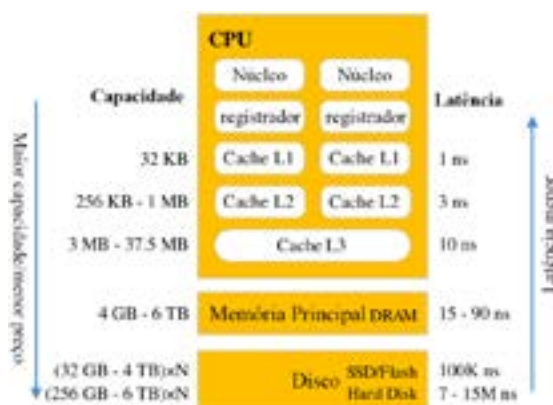 CPU
Núcleo Núcleo
Capacidade Latência
registrador registrador
32 KB Cache L1 Cache L1 1 ns
256 KB - 1 MB Cache L2 Cache L2 3 ns
3 MB - 37.5 MB Cache L3 10 ns
4 GB - 6 TB Memória Principal DRAM 15 - 90 ns
(32 GB - 4 TB)xN Disco SSD/Flash 100K ns
(256 GB - 6 TB)xN Hard Disk 7 - 15M ns
Maior capacidade/menor preço
Latência menor